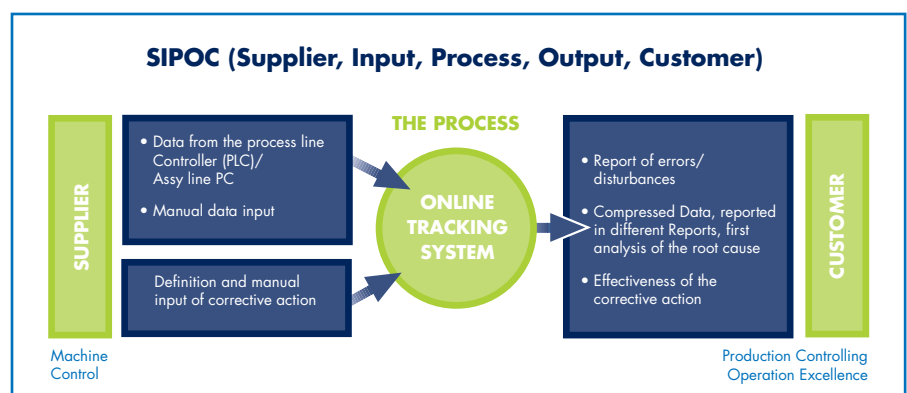 SIPOC (Supplier, Input, Process, Output, Customer)
SUPPLIER
• Data from the process line
Controller (PLC)/
Assy line PC
• Manual data input
Definition and manual
input of corrective action
THE PROCESS
ONLINE
TRACKING
SYSTEM
• Report of errors/
disturbances
• Compressed Data, reported
in different Reports, first
analysis of the root cause
• Effectiveness of the
corrective action
CUSTOMER
Machine
Control
Production Controlling
Operation Excellence